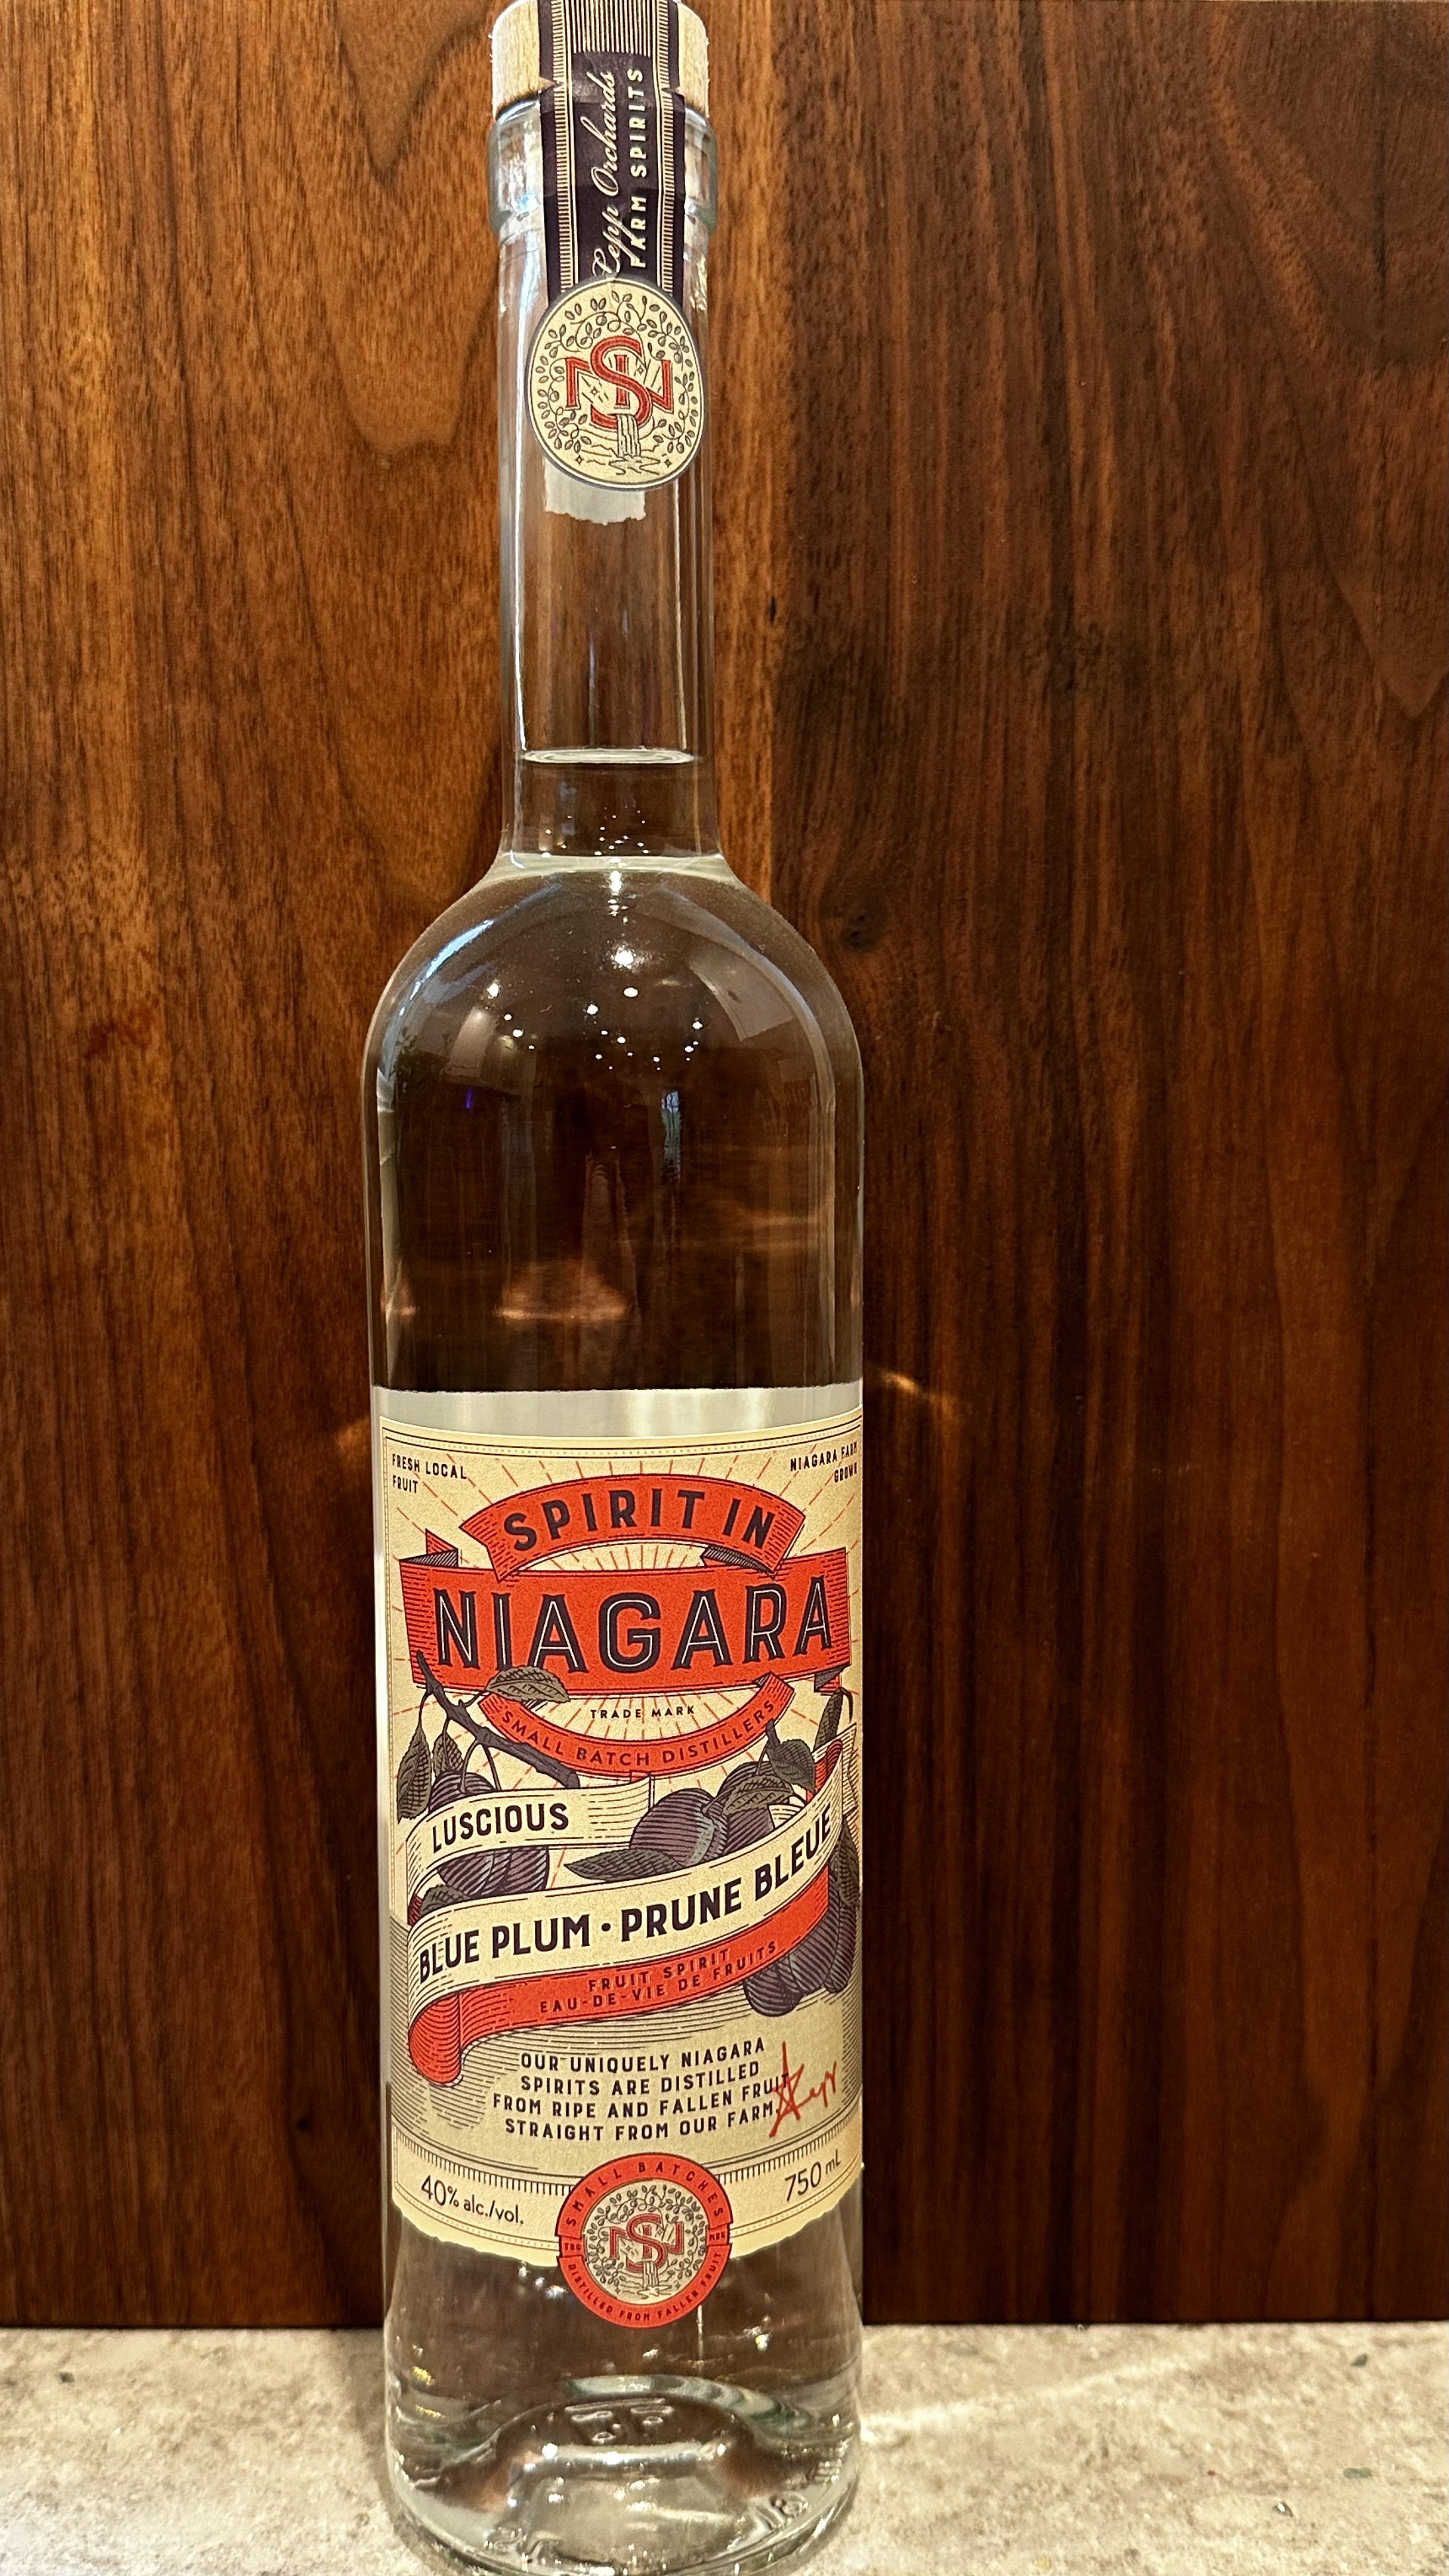 Lepp Orchards
FARM SPIRITS
NSI
FRESH LOCAL
FRUIT
NIAGARA FARM
GROWN
SPIRIT IN
NIAGARA
TRADE MARK
SMALL BATCH DISTILLERS
LUSCIOUS
BLUE PLUM · PRUNE BLEUE
FRUIT SPIRIT
EAU-DE-VIE DE FRUITS
OUR UNIQUELY NIAGARA
SPIRITS ARE DISTILLED
FROM RIPE AND FALLEN FRUIT
STRAIGHT FROM OUR FARM.
40% alc./vol.
750 mL
SMALL BATCHES
DISTILLED FROM FALLEN FRUIT